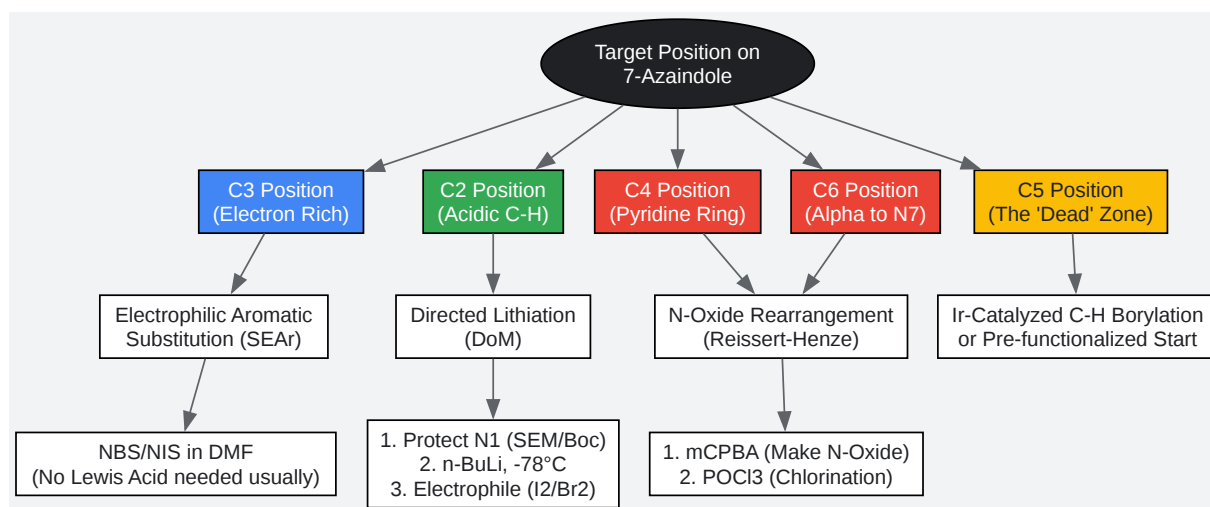 Target Position on
7-Azaindole
C3 Position
(Electron Rich)
C2 Position
(Acidic C-H)
C4 Position
(Pyridine Ring)
C6 Position
(Alpha to N7)
C5 Position
(The 'Dead' Zone)
Electrophilic Aromatic
Substitution (SEAr)
Directed Lithiation
(DoM)
N-Oxide Rearrangement
(Reissert-Henze)
Ir-Catalyzed C-H Borylation
or Pre-functionalized Start
NBS/NIS in DMF
(No Lewis Acid needed usually)
1. Protect N1 (SEM/Boc)
2. n-BuLi, -78°C
3. Electrophile (I2/Br2)
1. mCPBA (Make N-Oxide)
2. POCl3 (Chlorination)